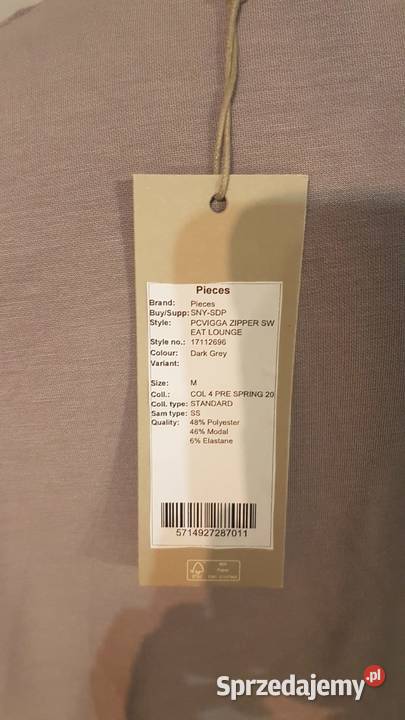 Pieces
Brand: Pieces
Buy/Supp: SNY-SDP
Style: PCVIGGA ZIPPER SW
EAT LOUNGE
Style no.: 17112696
Colour: Dark Grey
Variant:
Size: M
Coll.: COL 4 PRE SPRING 20
Coll. type: STANDARD
Sam type: SS
Quality: 48% Polyester
46% Modal
6% Elastane
5714927287011
Sprzedajemy.pl